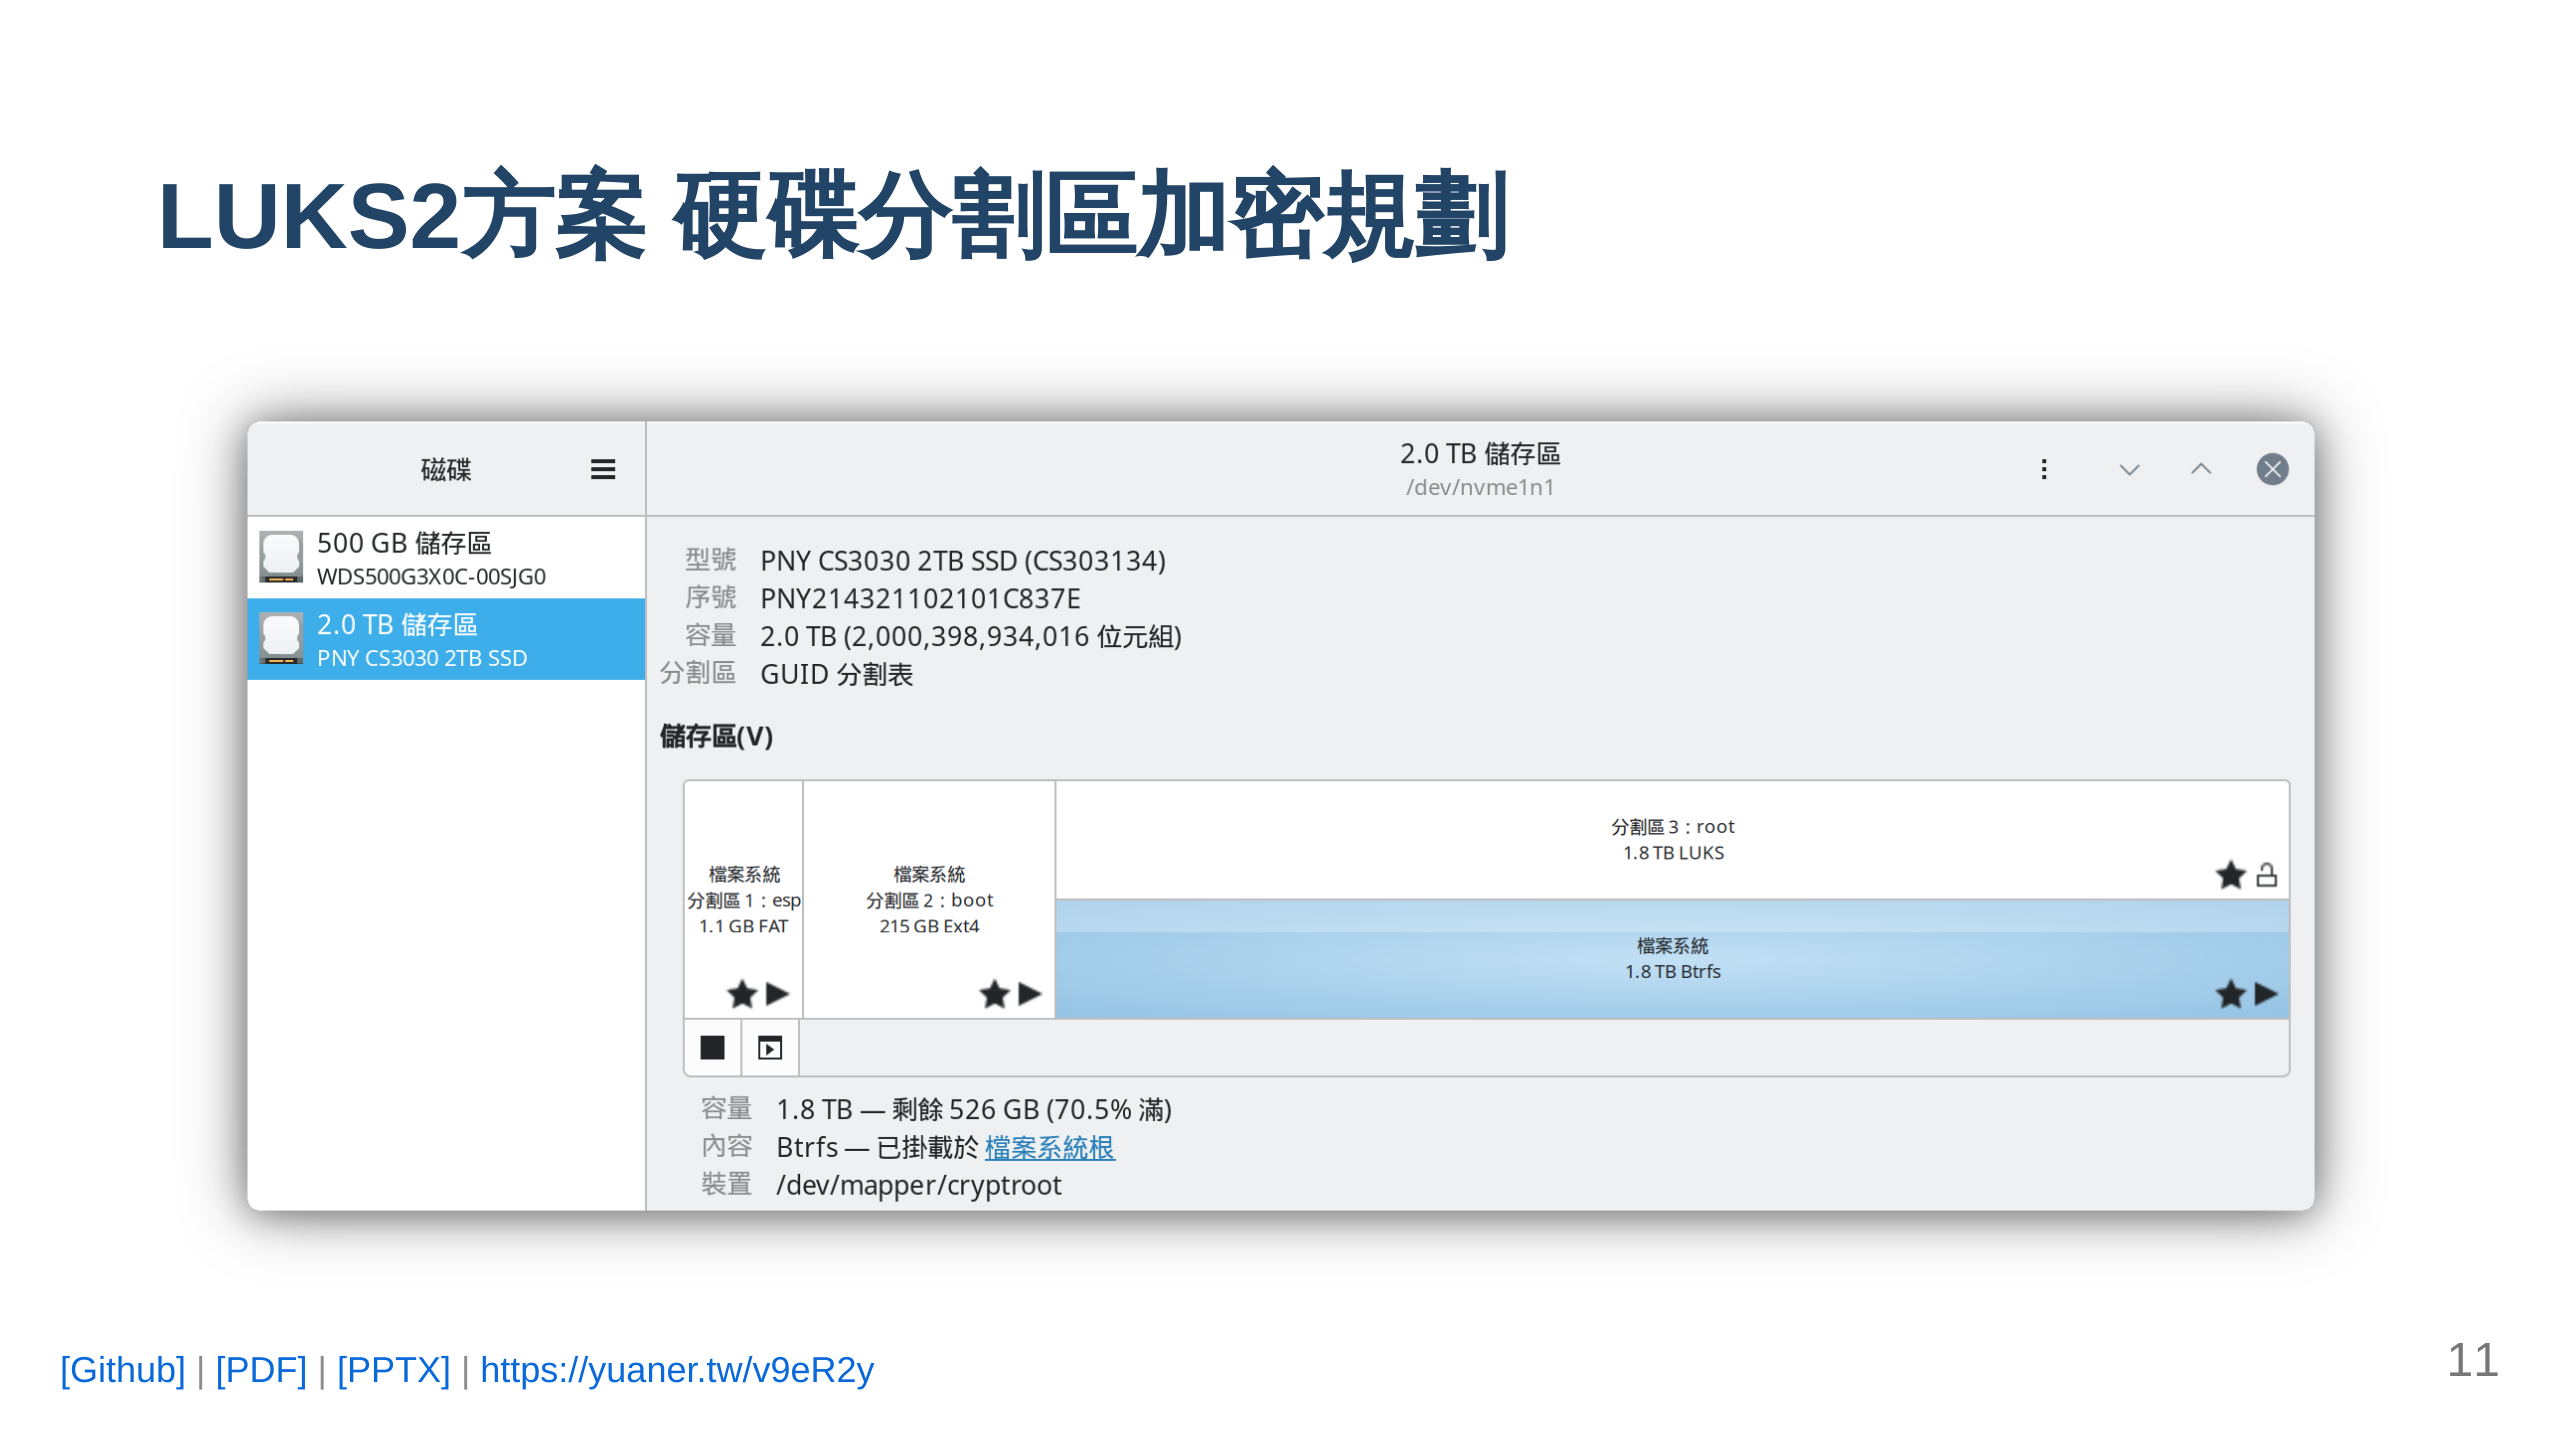 LUKS2方案 硬碟分割區加密規劃
磁碟
2.0 TB 儲存區
/dev/nvme1n1
500 GB 儲存區
WDS500G3X0C-00SJG0
2.0 TB 儲存區
PNY CS3030 2TB SSD
型號 PNY CS3030 2TB SSD (CS303134)
序號 PNY214321102101C837E
容量 2.0 TB (2,000,398,934,016 位元組)
分割區 GUID 分割表
儲存區(V)
檔案系統
分割區 1：esp
1.1 GB FAT
檔案系統
分割區 2：boot
215 GB Ext4
分割區 3：root
1.8 TB LUKS
檔案系統
1.8 TB Btrfs
容量 1.8 TB — 剩餘 526 GB (70.5% 滿)
內容 Btrfs — 已掛載於 檔案系統根
裝置 /dev/mapper/cryptroot
[Github] | [PDF] | [PPTX] | https://yuaner.tw/v9eR2y
11